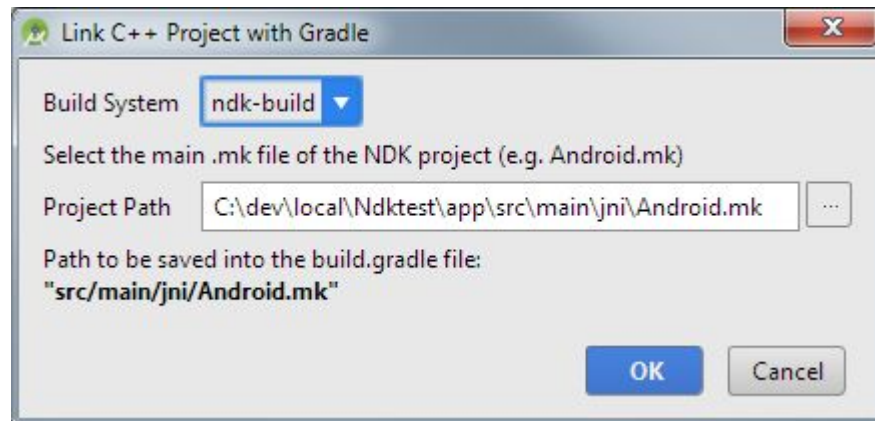 Link C++ Project with Gradle
Build System ndk-build
Select the main .mk file of the NDK project (e.g. Android.mk)
Project Path C:\dev\local\Ndktest\app\src\main\jni\Android.mk ...
Path to be saved into the build.gradle file:
"src/main/jni/Android.mk"
OK Cancel